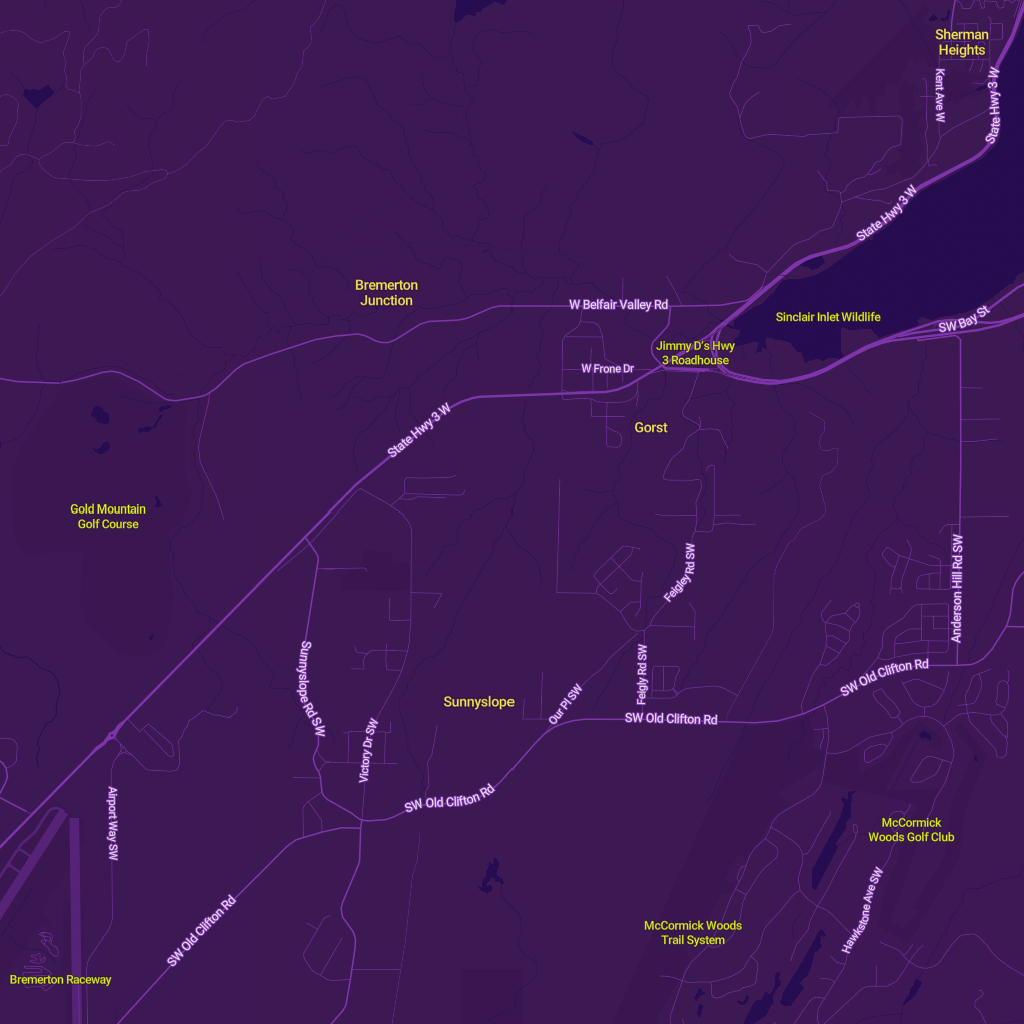 Sherman
Heights
Kent Ave W
State Hwy 3 W
State Hwy 3 W
Bremerton
Junction
W Belfair Valley Rd
Sinclair Inlet Wildlife
SW Bay St
Jimmy D's Hwy
3 Roadhouse
W Frone Dr
State Hwy 3 W
Gorst
Gold Mountain
Golf Course
Feigley Rd SW
Anderson Hill Rd SW
Sunnyslope Rd SW
Feigly Rd SW
SW Old Clifton Rd
Sunnyslope
Our Pl SW
SW Old Clifton Rd
Victory Dr SW
SW Old Clifton Rd
Airport Way SW
McCormick
Woods Golf Club
Hawkstone Ave SW
SW Old Clifton Rd
McCormick Woods
Trail System
Bremerton Raceway